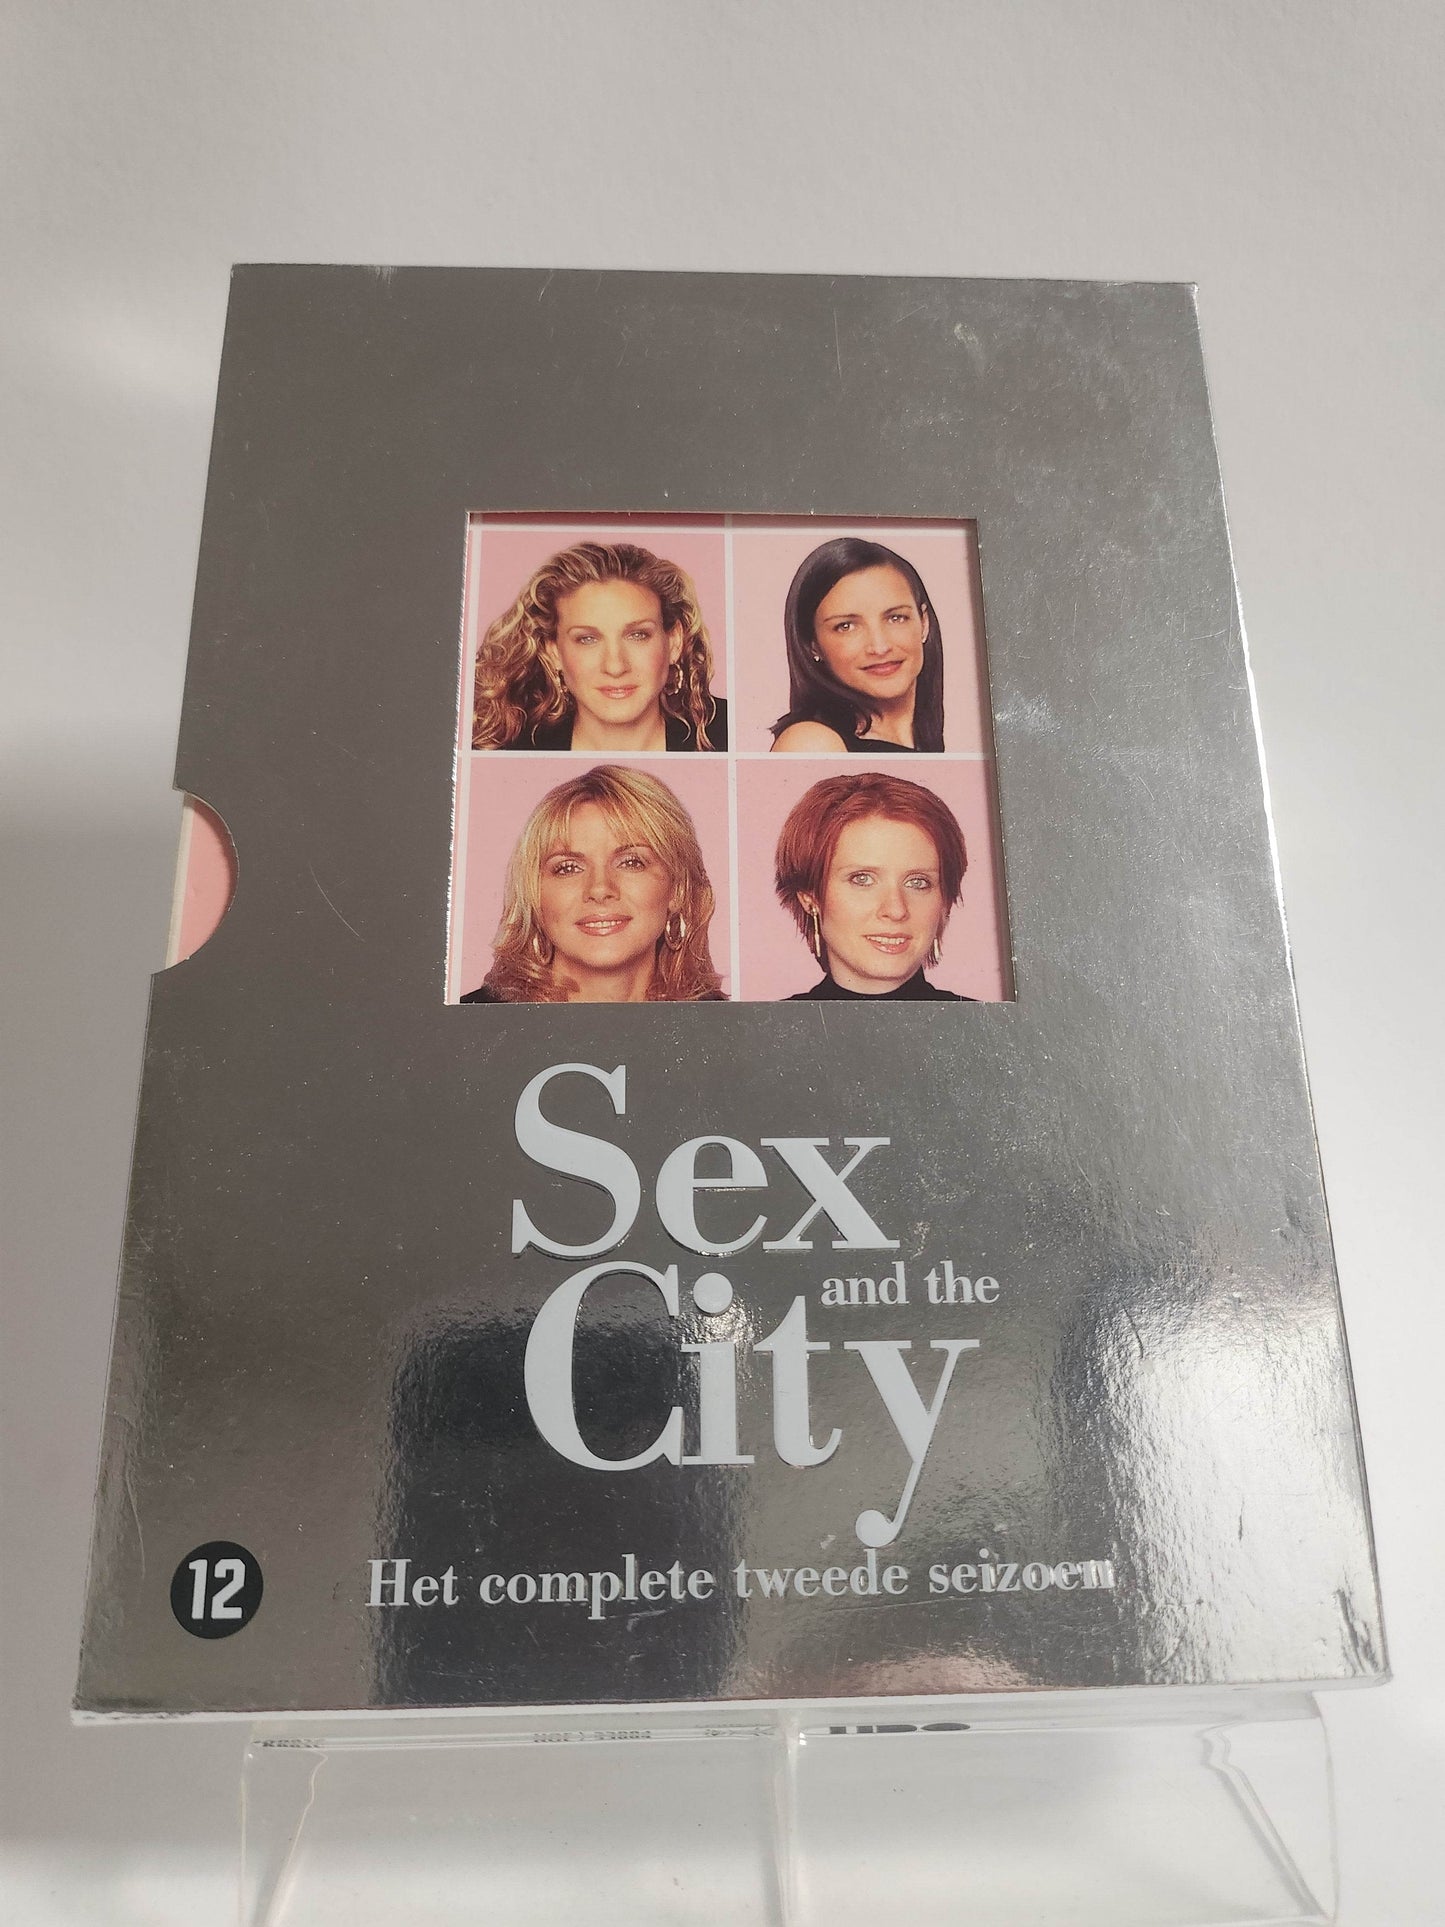 Sex
and the
City
12
Het complete tweede seizoen